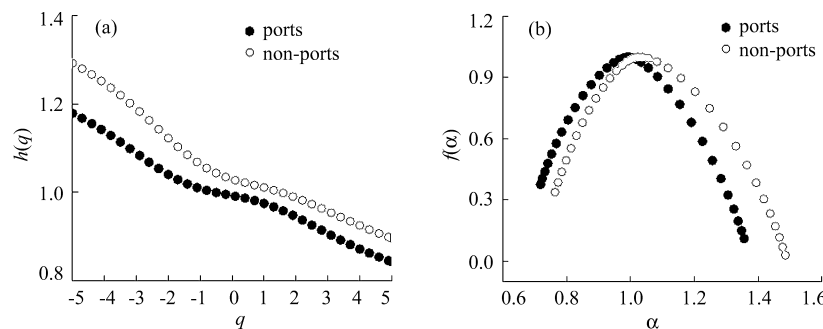 (a)
ports
non-ports
h(q)
1.4
1.2
1.0
0.8
-5 -4 -3 -2 -1 0 1 2 3 4 5
q
(b)
ports
non-ports
f(α)
1.2
0.9
0.6
0.3
0.0
0.6 0.8 1.0 1.2 1.4 1.6
α